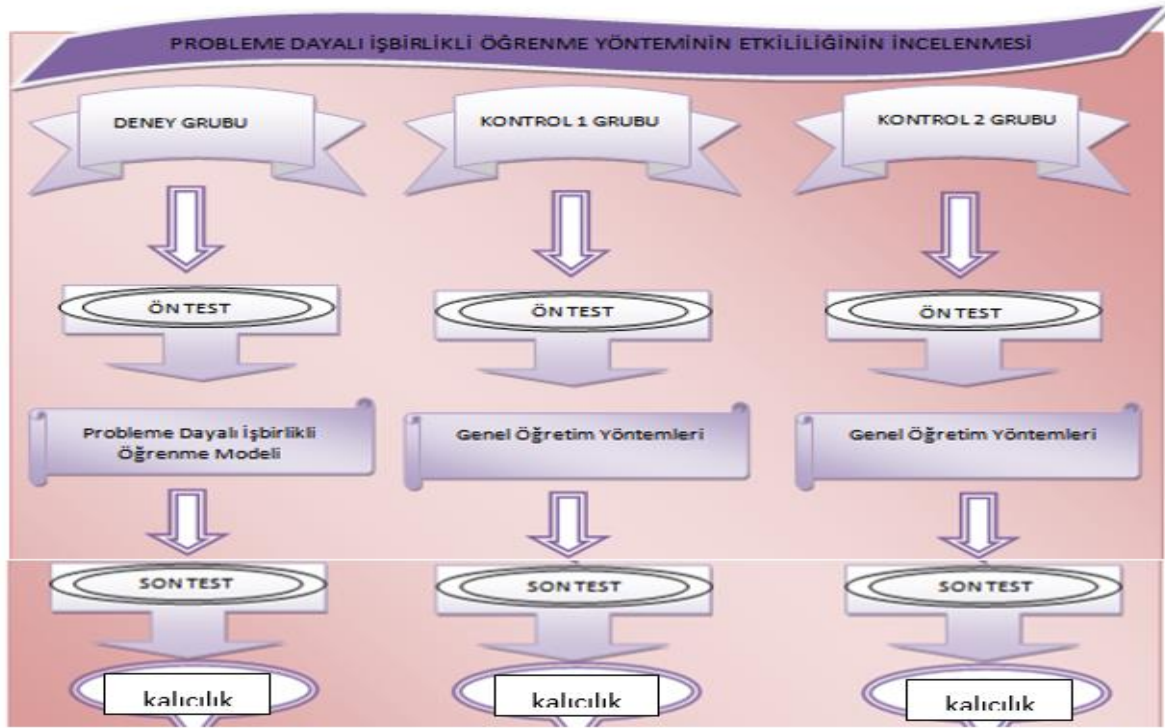 PROBLEME DAYALI İŞBİRLİKLİ ÖĞRENME YÖNTEMİNİN ETKİLİLİĞİNİN İNCELENMESİ
DENEY GRUBU
KONTROL 1 GRUBU
KONTROL 2 GRUBU
ÖN TEST
ÖN TEST
ÖN TEST
Probleme Dayalı İşbirlikli
Öğrenme Modeli
Genel Öğretim Yöntemleri
Genel Öğretim Yöntemleri
SON TEST
SON TEST
SON TEST
kalıcılık
kalıcılık
kalıcılık